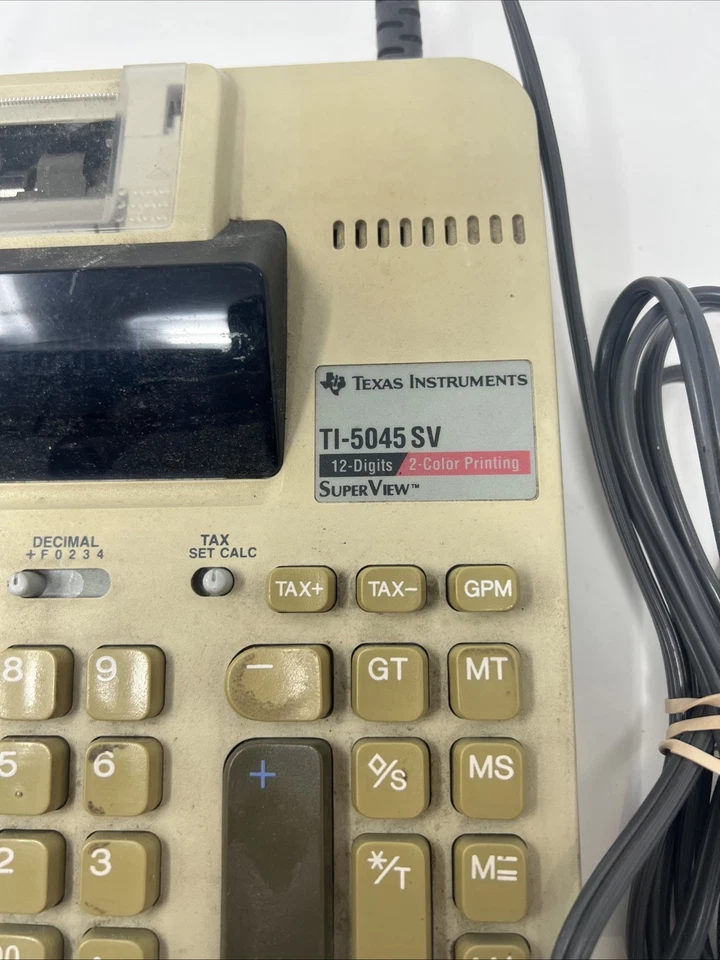 TEXAS INSTRUMENTS
TI-5045 SV
12-Digits 2-Color Printing
SUPERVIEW™
DECIMAL
+ F 0 2 3 4
TAX
SET CALC
TAX+ TAX− GPM
8 9 − GT MT
5 6 + ◊/S MS
2 3 */T M=